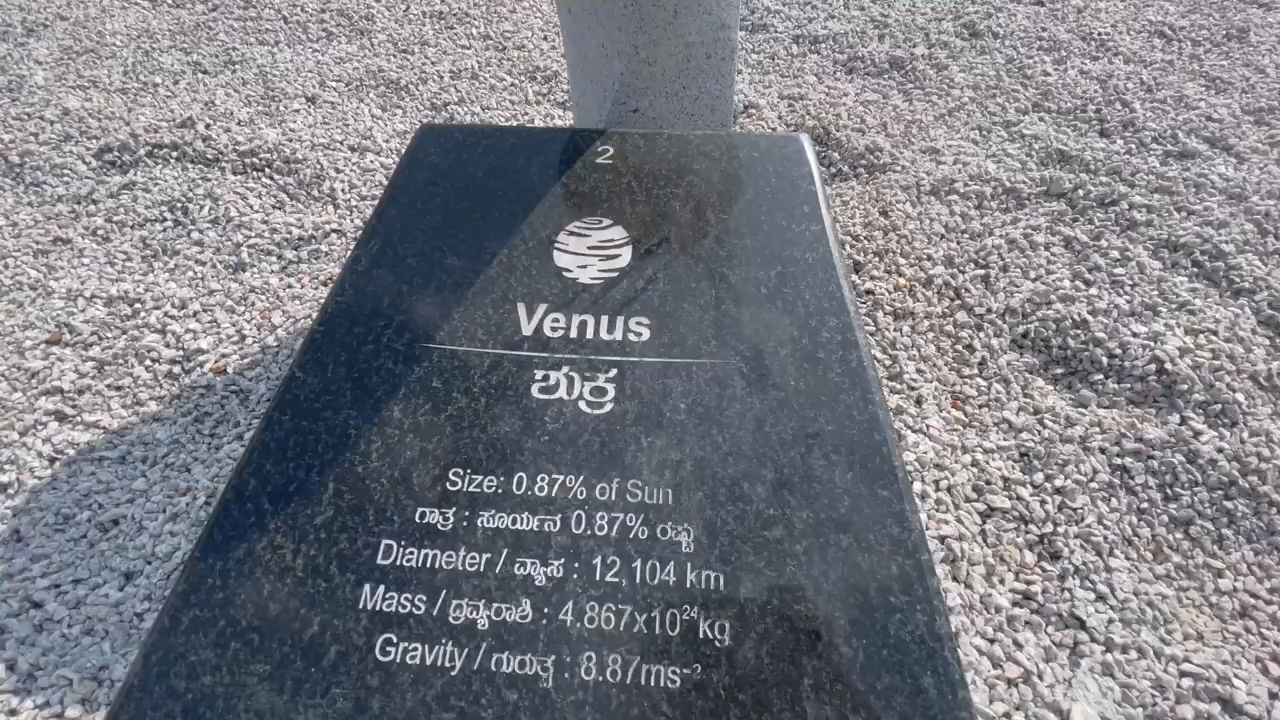 2
Venus
ಶುಕ್ರ
Size: 0.87% of Sun
ಗಾತ್ರ : ಸೂರ್ಯನ 0.87% ರಷ್ಟು
Diameter / ವ್ಯಾಸ : 12,104 km
Mass / ದ್ರವ್ಯರಾಶಿ : 4.867x10²⁴kg
Gravity / ಗುರುತ್ವ : 8.87ms⁻²